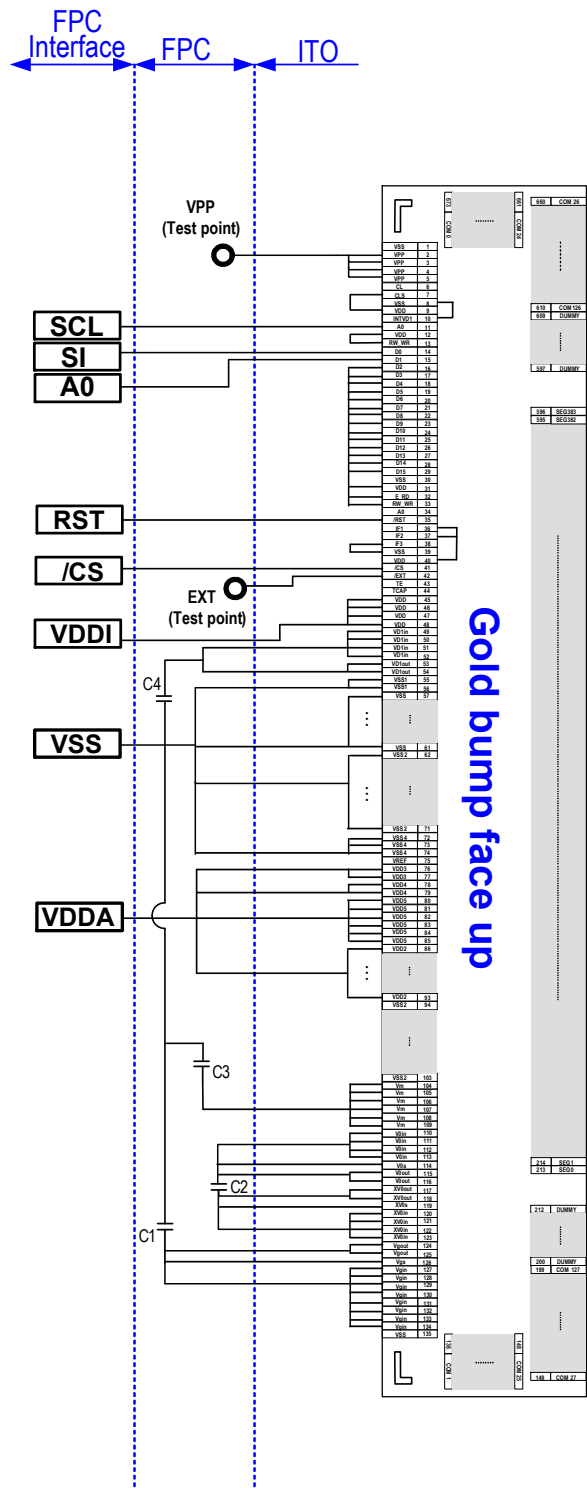 FPC
Interface
FPC
ITO
VPP
(Test point)
SCL
SI
A0
RST
/CS
EXT
(Test point)
VDDI
C4
VSS
VDDA
C3
C2
C1
Gold bump face up
VSS 1
VPP 2
VPP 3
VPP 4
VPP 5
CL 6
CLS 7
VSS 8
VDD 9
INTVD1 10
A0 11
VDD 12
RW_WR 13
D0 14
D1 15
D2 16
D3 17
D4 18
D5 19
D6 20
D7 21
D8 22
D9 23
D10 24
D11 25
D12 26
D13 27
D14 28
D15 29
VSS 30
VDD 31
E_RD 32
RW_WR 33
A0 34
/RST 35
IF1 36
IF2 37
IF3 38
VSS 39
VDD 40
/CS 41
/EXT 42
TE 43
TCAP 44
VDD 45
VDD 46
VDD 47
VDD 48
VD1in 49
VD1in 50
VD1in 51
VD1in 52
VD1out 53
VD1out 54
VSS1 55
VSS1 56
VSS 57
VSS 61
VSS2 62
VSS2 71
VSS4 72
VSS4 73
VSS4 74
VREF 75
VDD3 76
VDD3 77
VDD4 78
VDD4 79
VDD5 80
VDD5 81
VDD5 82
VDD5 83
VDD5 84
VDD5 85
VDD2 86
VDD2 93
VSS2 94
VSS2 103
Vm 104
Vm 105
Vm 106
Vm 107
Vm 108
Vm 109
V0in 110
V0in 111
V0in 112
V0in 113
V0s 114
V0out 115
V0out 116
XV0out 117
XV0out 118
XV0s 119
XV0in 120
XV0in 121
XV0in 122
XV0in 123
Vgout 124
Vgout 125
Vgs 126
Vgin 127
Vgin 128
Vgin 129
Vgin 130
Vgin 131
Vgin 132
Vgin 133
Vgin 134
VSS 135
673 COM 0
661 COM 24
660 COM 26
610 COM126
609 DUMMY
597 DUMMY
596 SEG383
595 SEG382
214 SEG1
213 SEG0
212 DUMMY
200 DUMMY
199 COM 127
149 COM 27
136 COM 1
148 COM 25